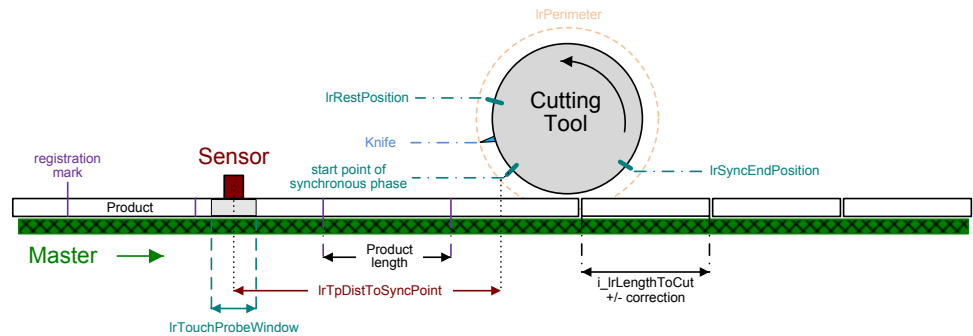 lrPerimeter
lrRestPosition
Cutting
Tool
Knife
registration
mark
Sensor
start point of
synchronous phase
lrSyncEndPosition
Product
Master
Product
length
i_lrLengthToCut
+/- correction
lrTpDistToSyncPoint
lrTouchProbeWindow